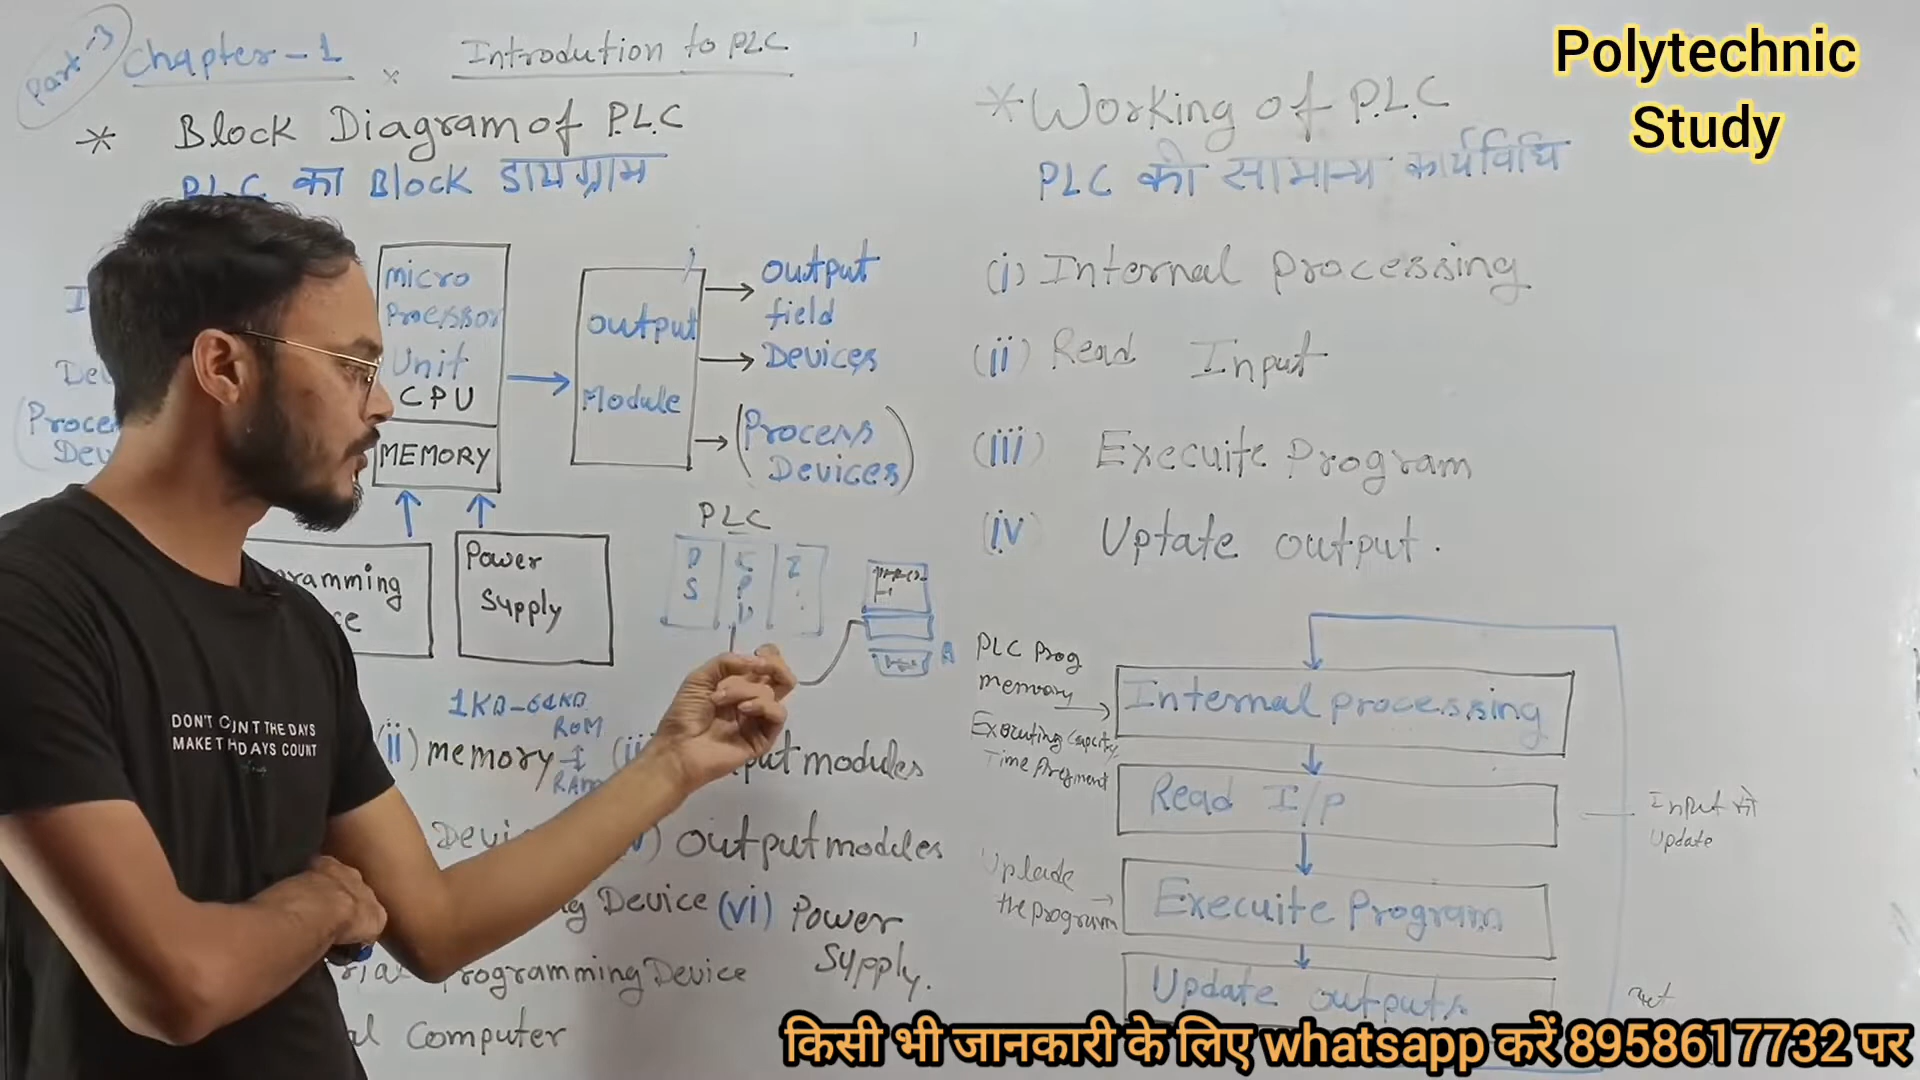 Part-3
Chapter-1 × Introdution to PLC
* Block Diagram of P.L.C
PLC का Block डायग्राम
Micro
Processor
Unit
CPU
MEMORY
Output
Module
Output
field
Devices
(Process
Devices)
Power
Supply
PLC
P
S
C
P
U
1KB-64KB
ROM
RAM
(ii) memory
modules
Output modules
Device (vi) Power
Supply.
Programming Device
Computer
DON'T COUNT THE DAYS
MAKE THE DAYS COUNT
*Working of P.L.C
PLC की सामान्य कार्यविधि
(i) Internal Processing
(ii) Read Input
(iii) Execuite Program
(iv) Uptate output.
PLC Prog
memory
Executing Capacity
Internal processing
Read I/P
the program
Execuite Program
Update outputs
Input को
Update
Polytechnic
Study
किसी भी जानकारी के लिए whatsapp करें 8958617732 पर